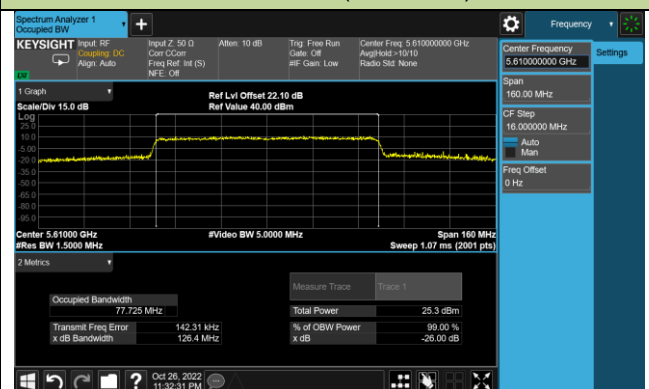 Spectrum Analyzer 1
Occupied BW
Frequency
KEYSIGHT
Input: RF
Coupling: DC
Align: Auto
Input Z: 50 Ω
Corr CCorr
Freq Ref: Int (S)
NFE: Off
Atten: 10 dB
Trig: Free Run
Gate: Off
#IF Gain: Low
Center Freq: 5.610000000 GHz
Avg|Hold:>10/10
Radio Std: None
LXI
Center Frequency
5.610000000 GHz
Settings
Span
160.00 MHz
CF Step
16.000000 MHz
Auto
Man
Freq Offset
0 Hz
1 Graph
Scale/Div 15.0 dB
Ref Lvl Offset 22.10 dB
Ref Value 40.00 dBm
Log
25.0
10.0
-5.00
-20.0
-35.0
-50.0
-65.0
-80.0
-95.0
Center 5.61000 GHz
#Res BW 1.5000 MHz
#Video BW 5.0000 MHz
Span 160 MHz
Sweep 1.07 ms (2001 pts)
2 Metrics
Measure Trace
Trace 1
Occupied Bandwidth
77.725 MHz
Total Power
25.3 dBm
Transmit Freq Error
142.31 kHz
% of OBW Power
99.00 %
x dB Bandwidth
126.4 MHz
x dB
-26.00 dB
?
Oct 26, 2022
11:32:31 PM